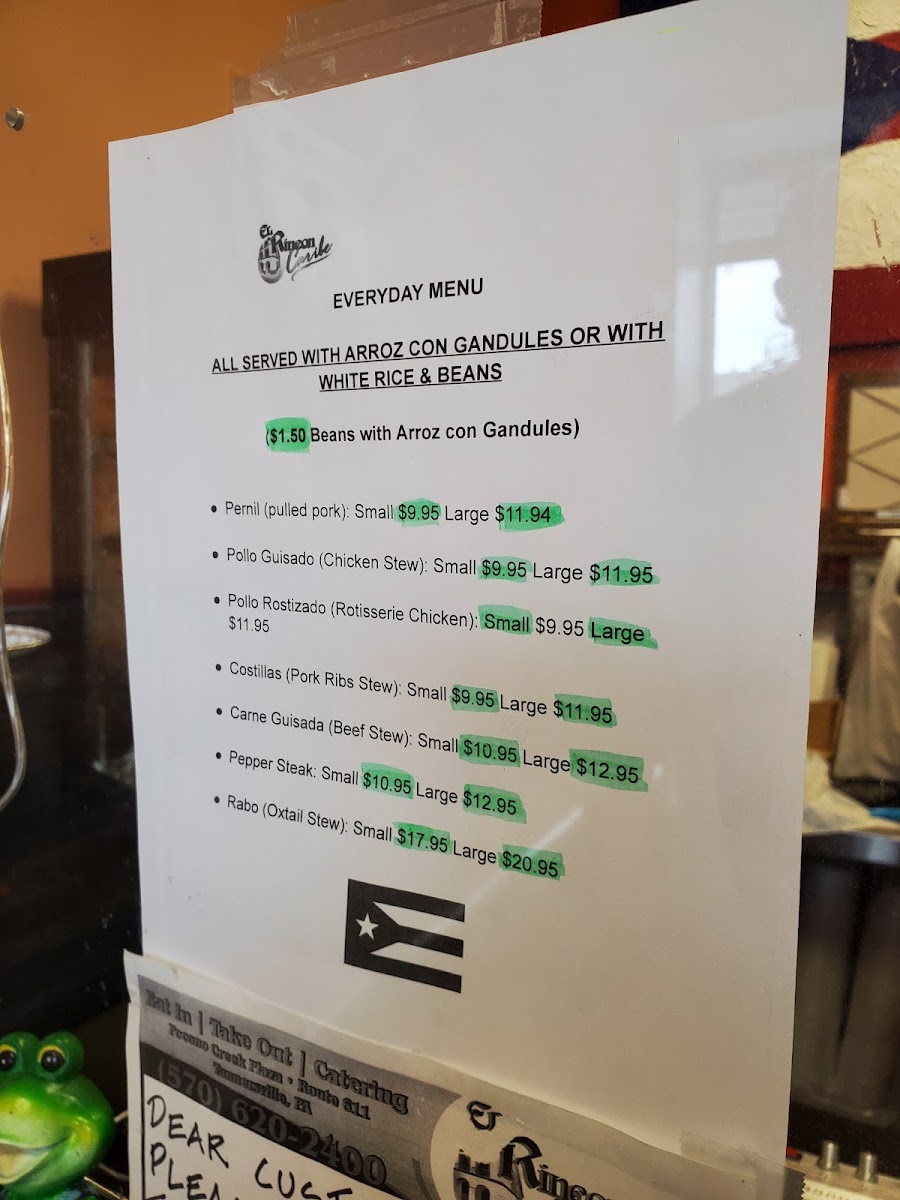 EL
Rincon
Caribe
EVERYDAY MENU
ALL SERVED WITH ARROZ CON GANDULES OR WITH
WHITE RICE & BEANS
($1.50 Beans with Arroz con Gandules)
• Pernil (pulled pork): Small $9.95 Large $11.94
• Pollo Guisado (Chicken Stew): Small $9.95 Large $11.95
• Pollo Rostizado (Rotisserie Chicken): Small $9.95 Large
$11.95
• Costillas (Pork Ribs Stew): Small $9.95 Large $11.95
• Carne Guisada (Beef Stew): Small $10.95 Large $12.95
• Pepper Steak: Small $10.95 Large $12.95
• Rabo (Oxtail Stew): Small $17.95 Large $20.95
Eat In | Take Out | Catering
Pocono Creek Plaza • Route 611
Tannersville, PA
(570) 620-2400
EL
Rincon
DEAR CUST
PLEA